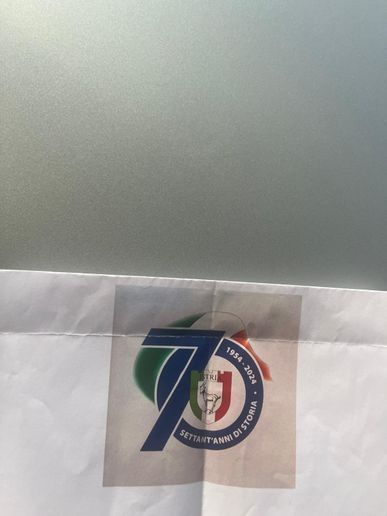 70
1954 - 2024 •
SETTANT'ANNI DI STORIA